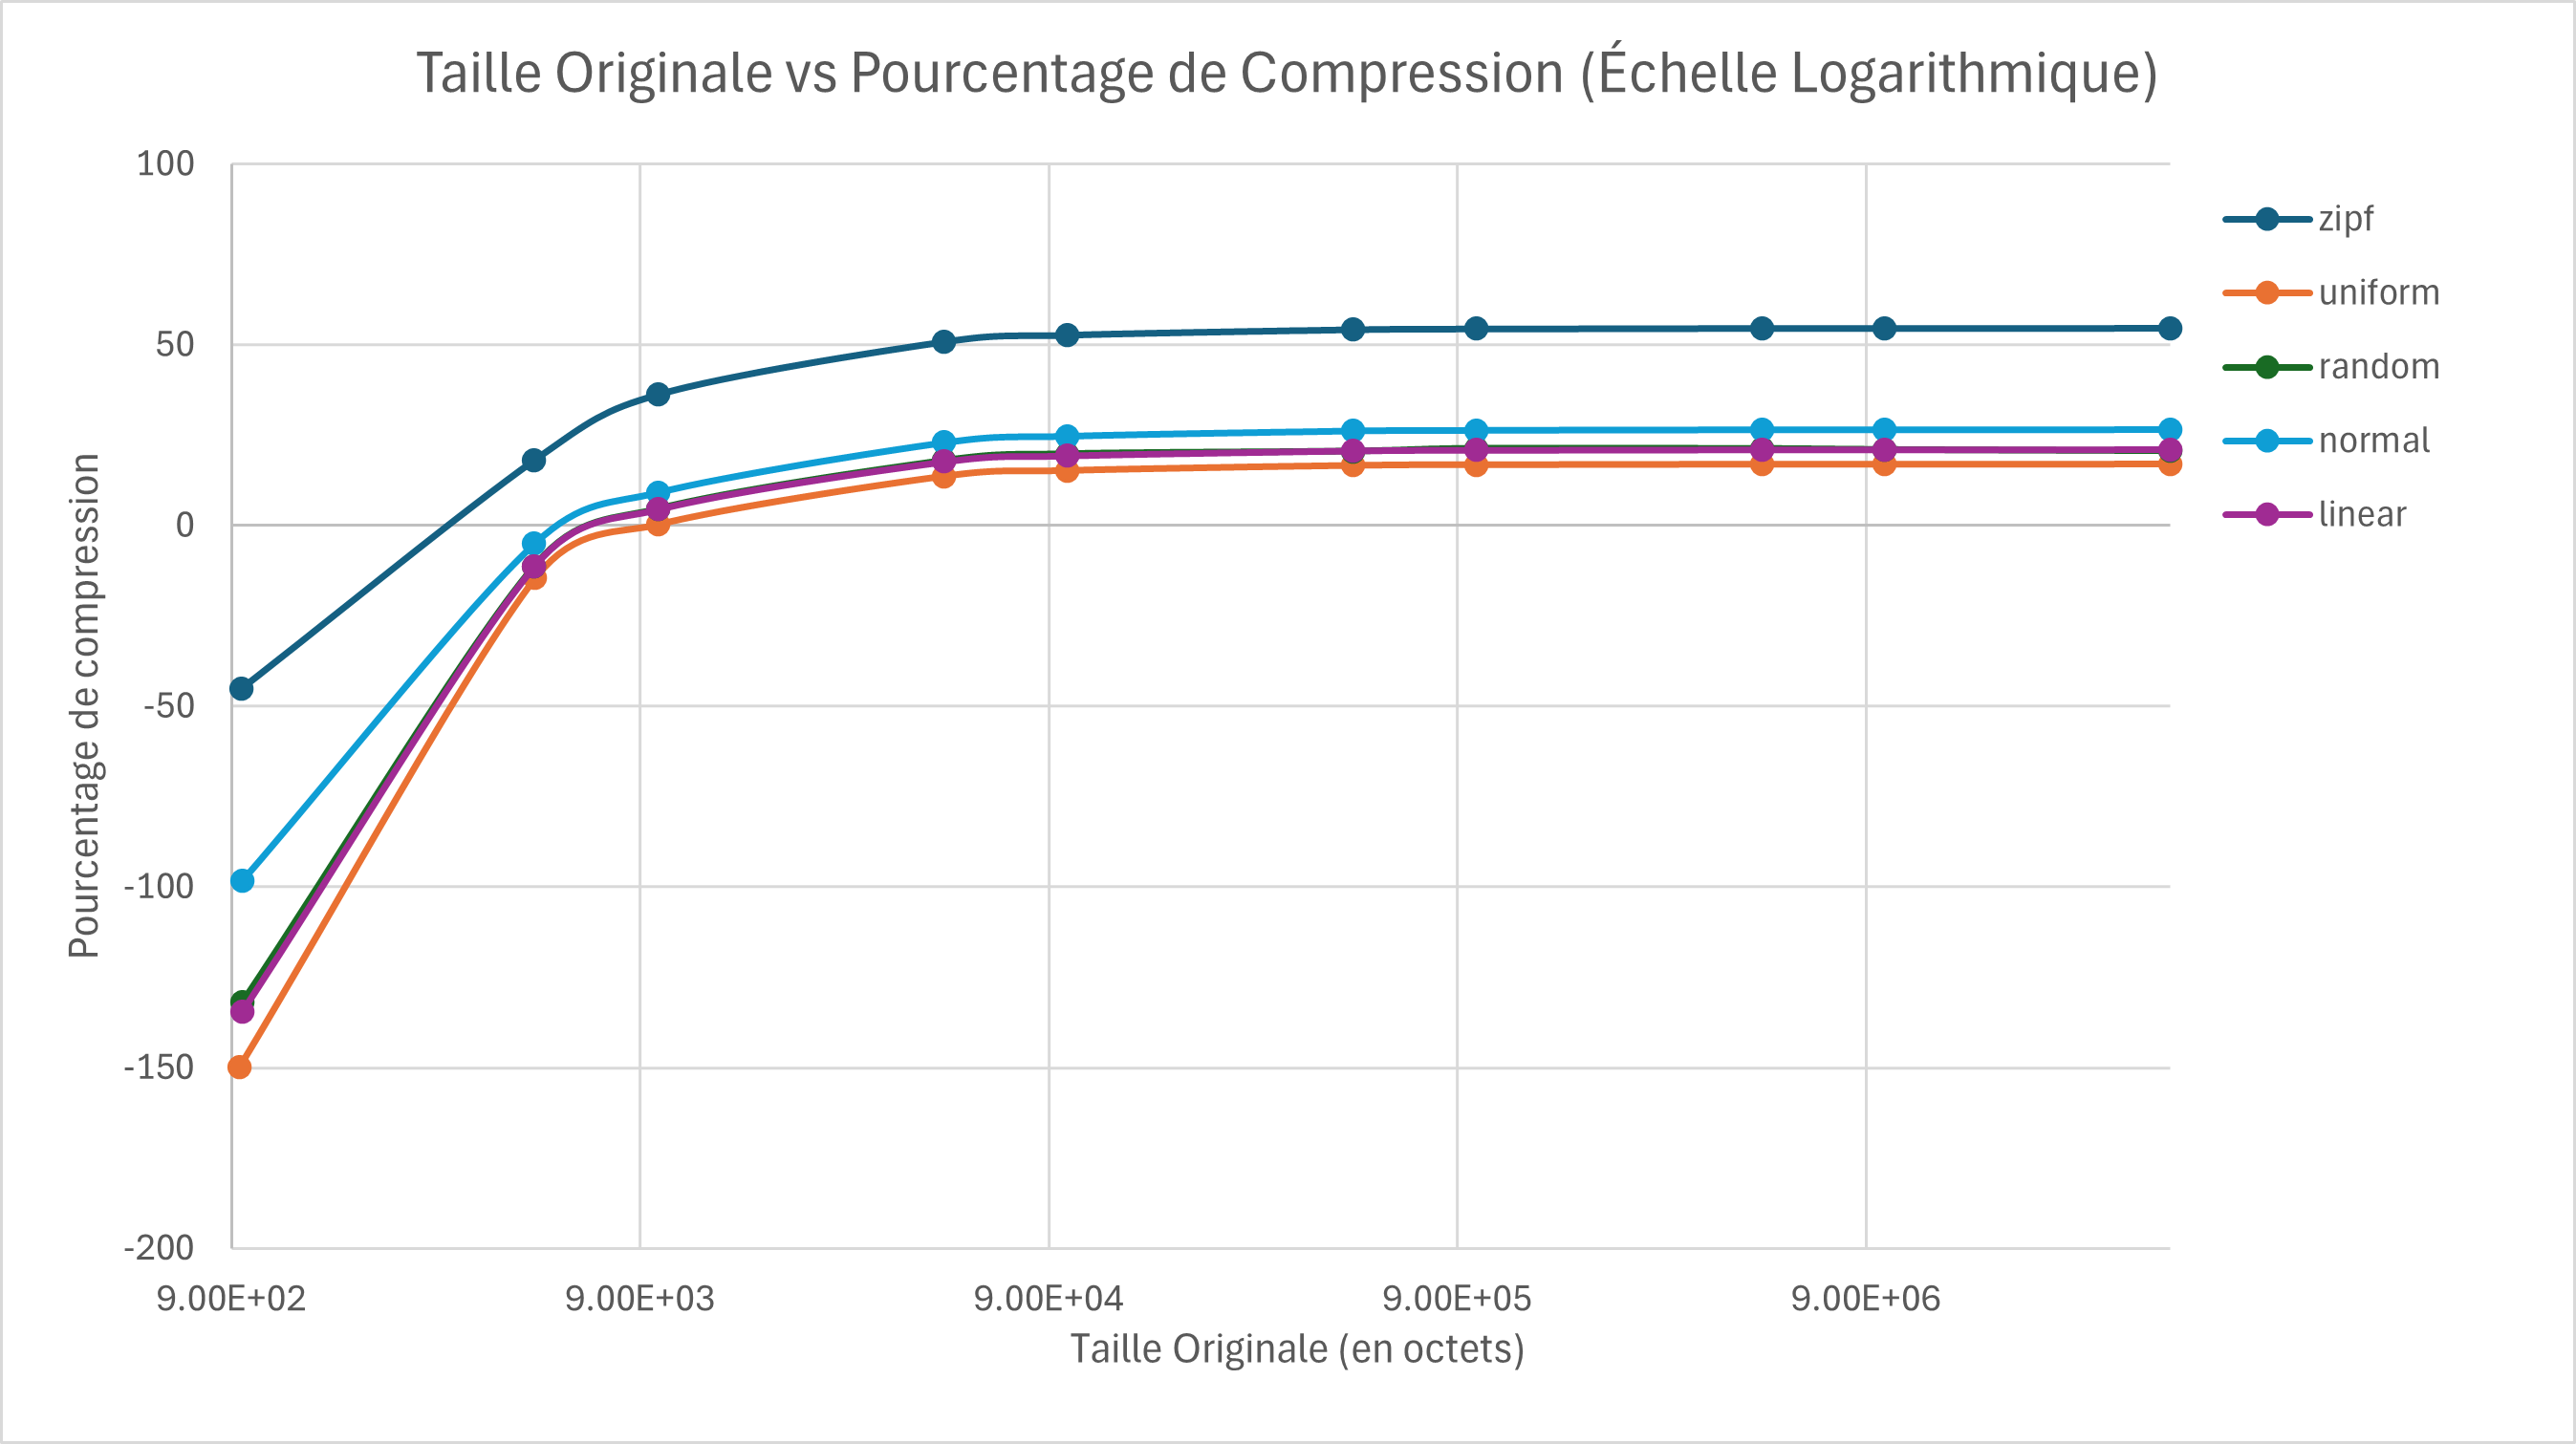 Taille Originale vs Pourcentage de Compression (Échelle Logarithmique)
100
50
0
-50
-100
-150
-200
Pourcentage de compression
9.00E+02
9.00E+03
9.00E+04
9.00E+05
9.00E+06
Taille Originale (en octets)
zipf
uniform
random
normal
linear